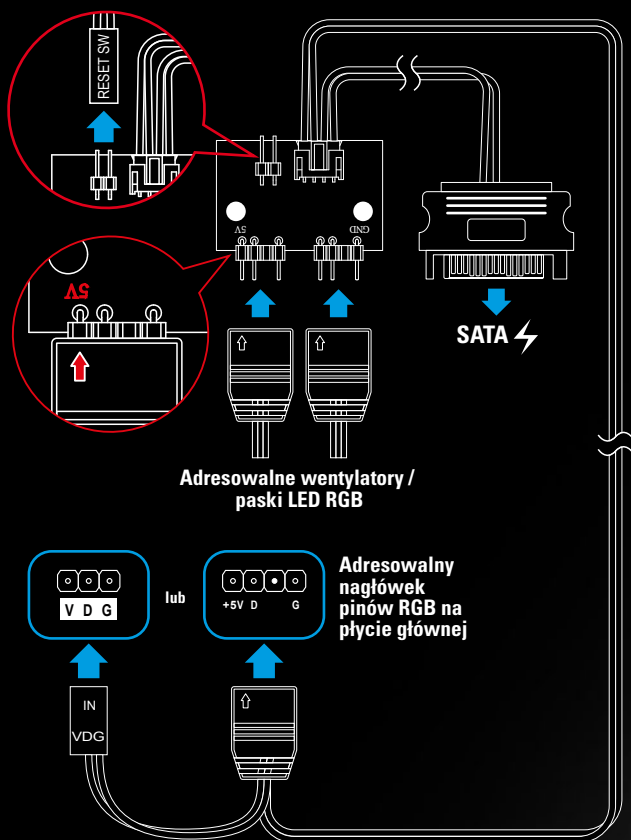 RESET SW
5V
GND
5V
SATA
Adresowalne wentylatory /
paski LED RGB
V D G
lub
+5V D G
Adresowalny
nagłówek
pinów RGB na
płycie głównej
IN
VDG